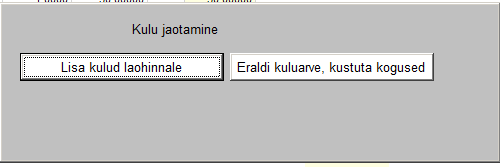 Kulu jaotamine
Lisa kulud laohinnale
Eraldi kuluarve, kustuta kogused